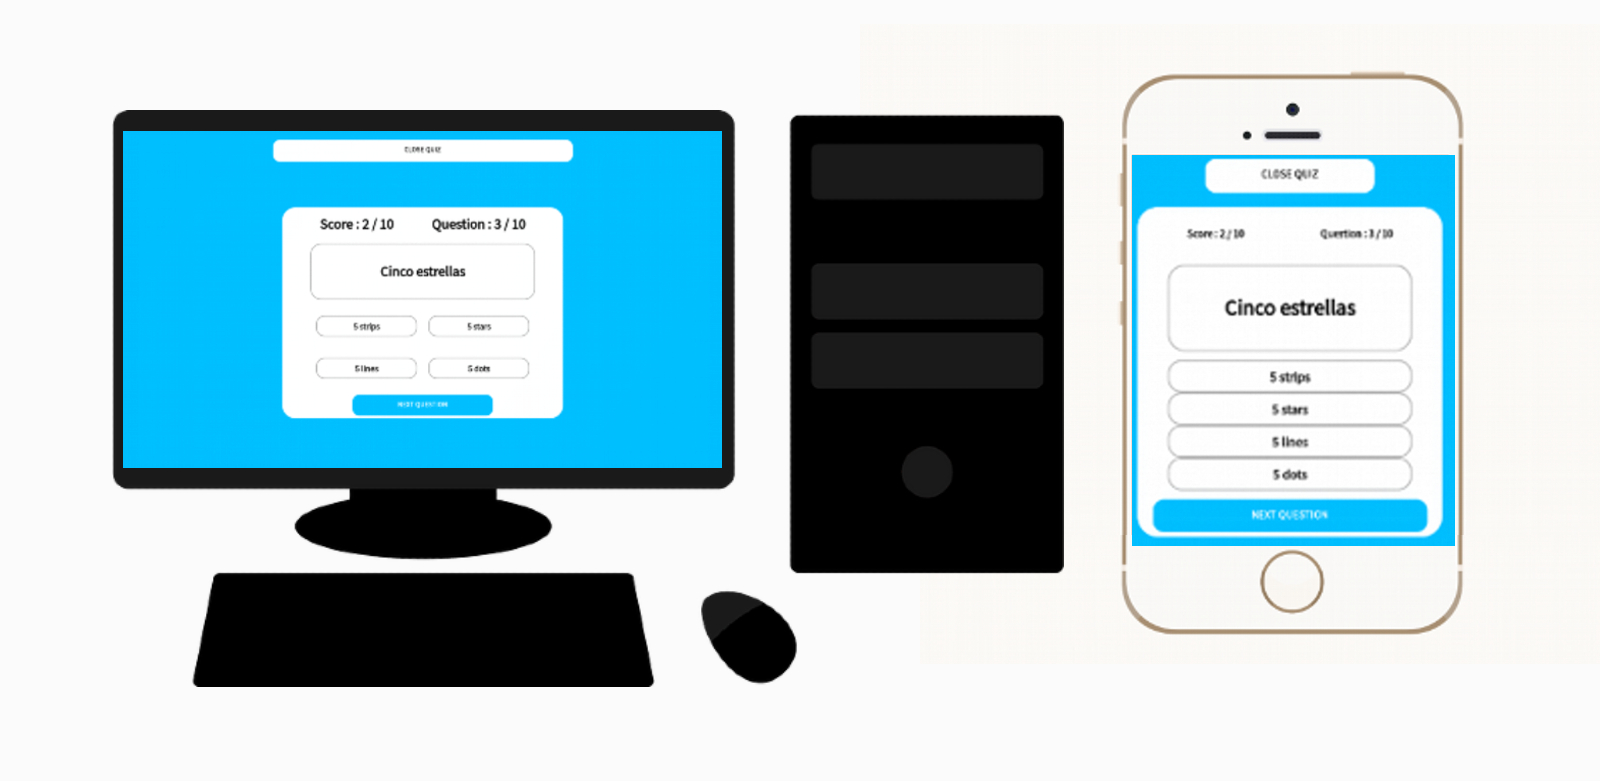 CLOSE QUIZ
Score : 2 / 10 Question : 3 / 10
Cinco estrellas
5 strips 5 stars
5 lines 5 dots
NEXT QUESTION
CLOSE QUIZ
Score : 2 / 10 Question : 3 / 10
Cinco estrellas
5 strips
5 stars
5 lines
5 dots
NEXT QUESTION